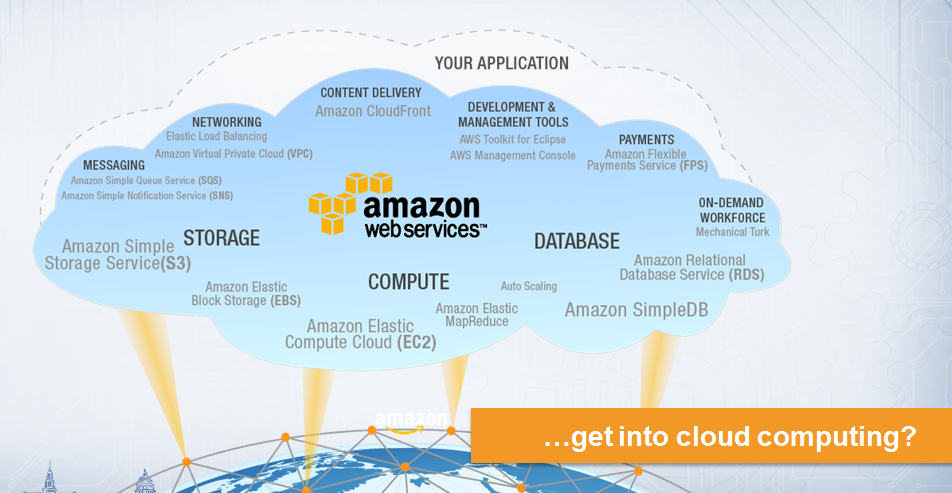 YOUR APPLICATION
CONTENT DELIVERY
Amazon CloudFront
DEVELOPMENT &
MANAGEMENT TOOLS
AWS Toolkit for Eclipse
AWS Management Console
NETWORKING
Elastic Load Balancing
Amazon Virtual Private Cloud (VPC)
PAYMENTS
Amazon Flexible
Payments Service (FPS)
MESSAGING
Amazon Simple Queue Service (SQS)
Amazon Simple Notification Service (SNS)
ON-DEMAND
WORKFORCE
Mechanical Turk
amazon
web services™
STORAGE
Amazon Simple
Storage Service(S3)
Amazon Elastic
Block Storage (EBS)
COMPUTE
Amazon Elastic
Compute Cloud (EC2)
Auto Scaling
Amazon Elastic
MapReduce
DATABASE
Amazon Relational
Database Service (RDS)
Amazon SimpleDB
amazon
...get into cloud computing?